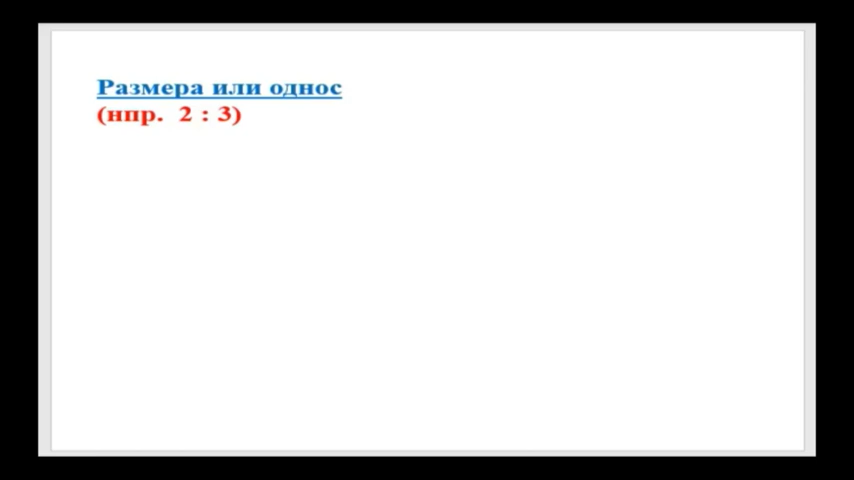 Размера или однос
(нпр. 2 : 3)